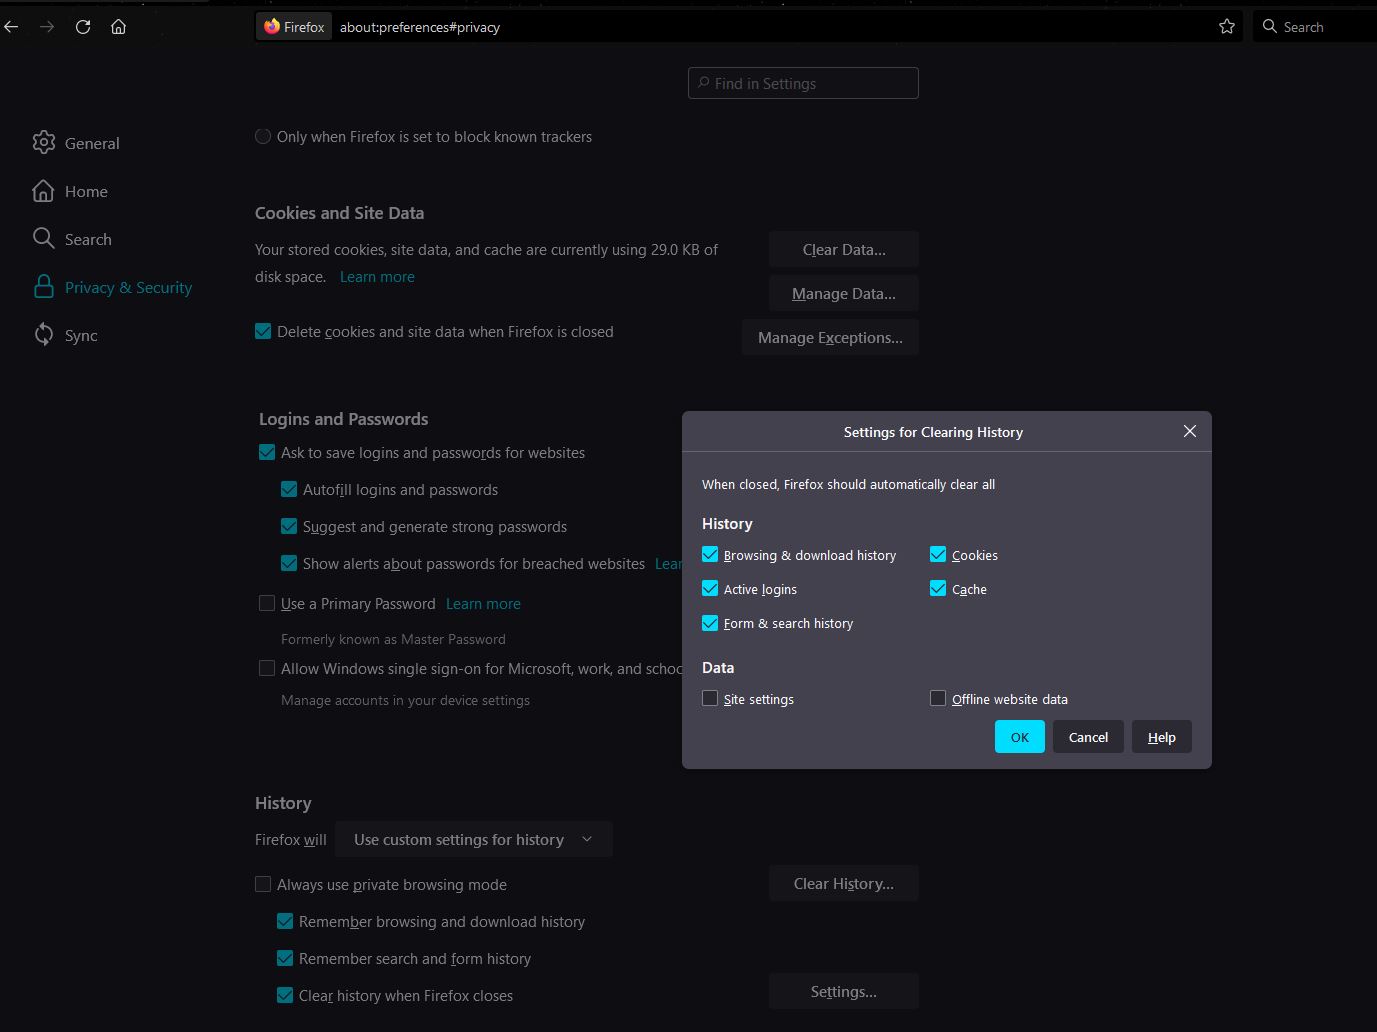 Firefox
about:preferences#privacy
Search
Find in Settings
General
Home
Search
Privacy & Security
Sync
Only when Firefox is set to block known trackers
Cookies and Site Data
Your stored cookies, site data, and cache are currently using 29.0 KB of
disk space. Learn more
Clear Data...
Manage Data...
Delete cookies and site data when Firefox is closed
Manage Exceptions...
Logins and Passwords
Ask to save logins and passwords for websites
Autofill logins and passwords
Suggest and generate strong passwords
Show alerts about passwords for breached websites Lear
Use a Primary Password Learn more
Formerly known as Master Password
Allow Windows single sign-on for Microsoft, work, and schoo
Manage accounts in your device settings
Settings for Clearing History
When closed, Firefox should automatically clear all
History
Browsing & download history
Cookies
Active logins
Cache
Form & search history
Data
Site settings
Offline website data
OK
Cancel
Help
History
Firefox will Use custom settings for history
Always use private browsing mode
Clear History...
Remember browsing and download history
Remember search and form history
Clear history when Firefox closes
Settings...